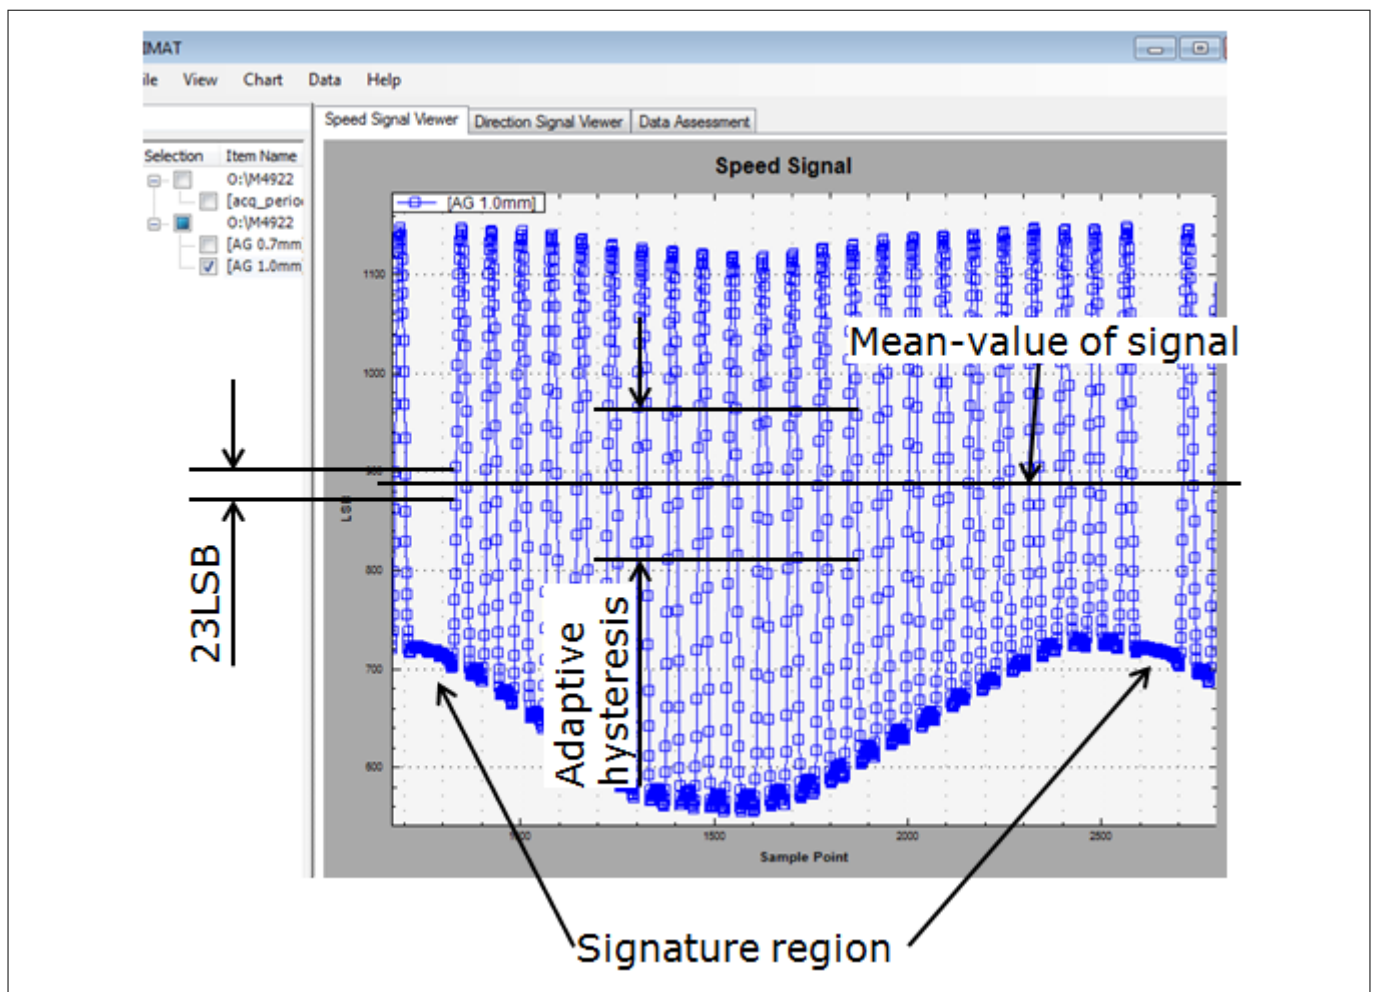 IMAT
ile View Chart Data Help
Speed Signal Viewer Direction Signal Viewer Data Assessment
Selection Item Name
O:\M4922
[acq_perio
O:\M4922
[AG 0.7mm
[AG 1.0mm
Speed Signal
[AG 1.0mm]
1100
Mean-value of signal
1000
900
LSB
23LSB
800
Adaptive
hysteresis
700
600
1500
2000
2500
Sample Point
Signature region